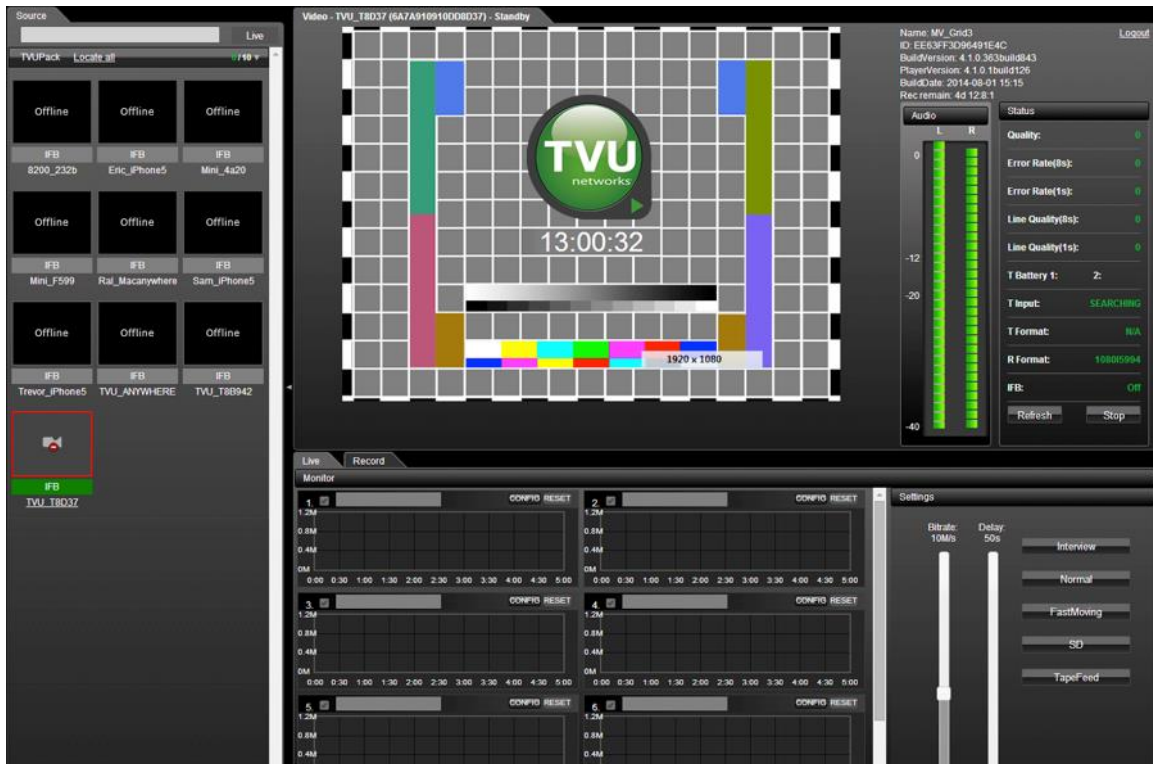 Source
Live
TVUPack Locate all 0/10
Offline Offline Offline
IFB IFB IFB
8200_232b Eric_iPhone5 Mini_4a20
Offline Offline Offline
IFB IFB IFB
Mini_F599 Ral_Macanywhere Sam_iPhone5
Offline Offline Offline
IFB IFB IFB
Trevor_iPhone5 TVU_ANYWHERE TVU_T8B942
IFB
TVU_T8D37
Video - TVU_T8D37 (6A7A910910DD8D37) - Standby
TVU
networks
13:00:32
1920 x 1080
Name: MV_Grid3 Logout
ID: EE63FF3D96491E4C
BuildVersion: 4.1.0.363build843
PlayerVersion: 4.1.0.1build126
BuildDate: 2014-08-01 15:15
Rec remain: 4d 12:8:1
Audio
L R
0
-12
-20
-40
Status
Quality: 0
Error Rate(8s): 0
Error Rate(1s): 0
Line Quality(8s): 0
Line Quality(1s): 0
T Battery 1: 2:
T Input: SEARCHING
T Format: N/A
R Format: 1080I5994
IFB: Off
Refresh Stop
Live Record
Monitor
1. CONFIG RESET
1.2M
0.8M
0.4M
0M
0:00 0:30 1:00 1:30 2:00 2:30 3:00 3:30 4:00 4:30 5:00
2. CONFIG RESET
1.2M
0.8M
0.4M
0M
0:00 0:30 1:00 1:30 2:00 2:30 3:00 3:30 4:00 4:30 5:00
3. CONFIG RESET
1.2M
0.8M
0.4M
0M
0:00 0:30 1:00 1:30 2:00 2:30 3:00 3:30 4:00 4:30 5:00
4. CONFIG RESET
1.2M
0.8M
0.4M
0M
0:00 0:30 1:00 1:30 2:00 2:30 3:00 3:30 4:00 4:30 5:00
5. CONFIG RESET
1.2M
0.8M
0.4M
6. CONFIG RESET
1.2M
0.8M
0.4M
Settings
Bitrate: Delay:
10M/s 50s
Interview
Normal
FastMoving
SD
TapeFeed